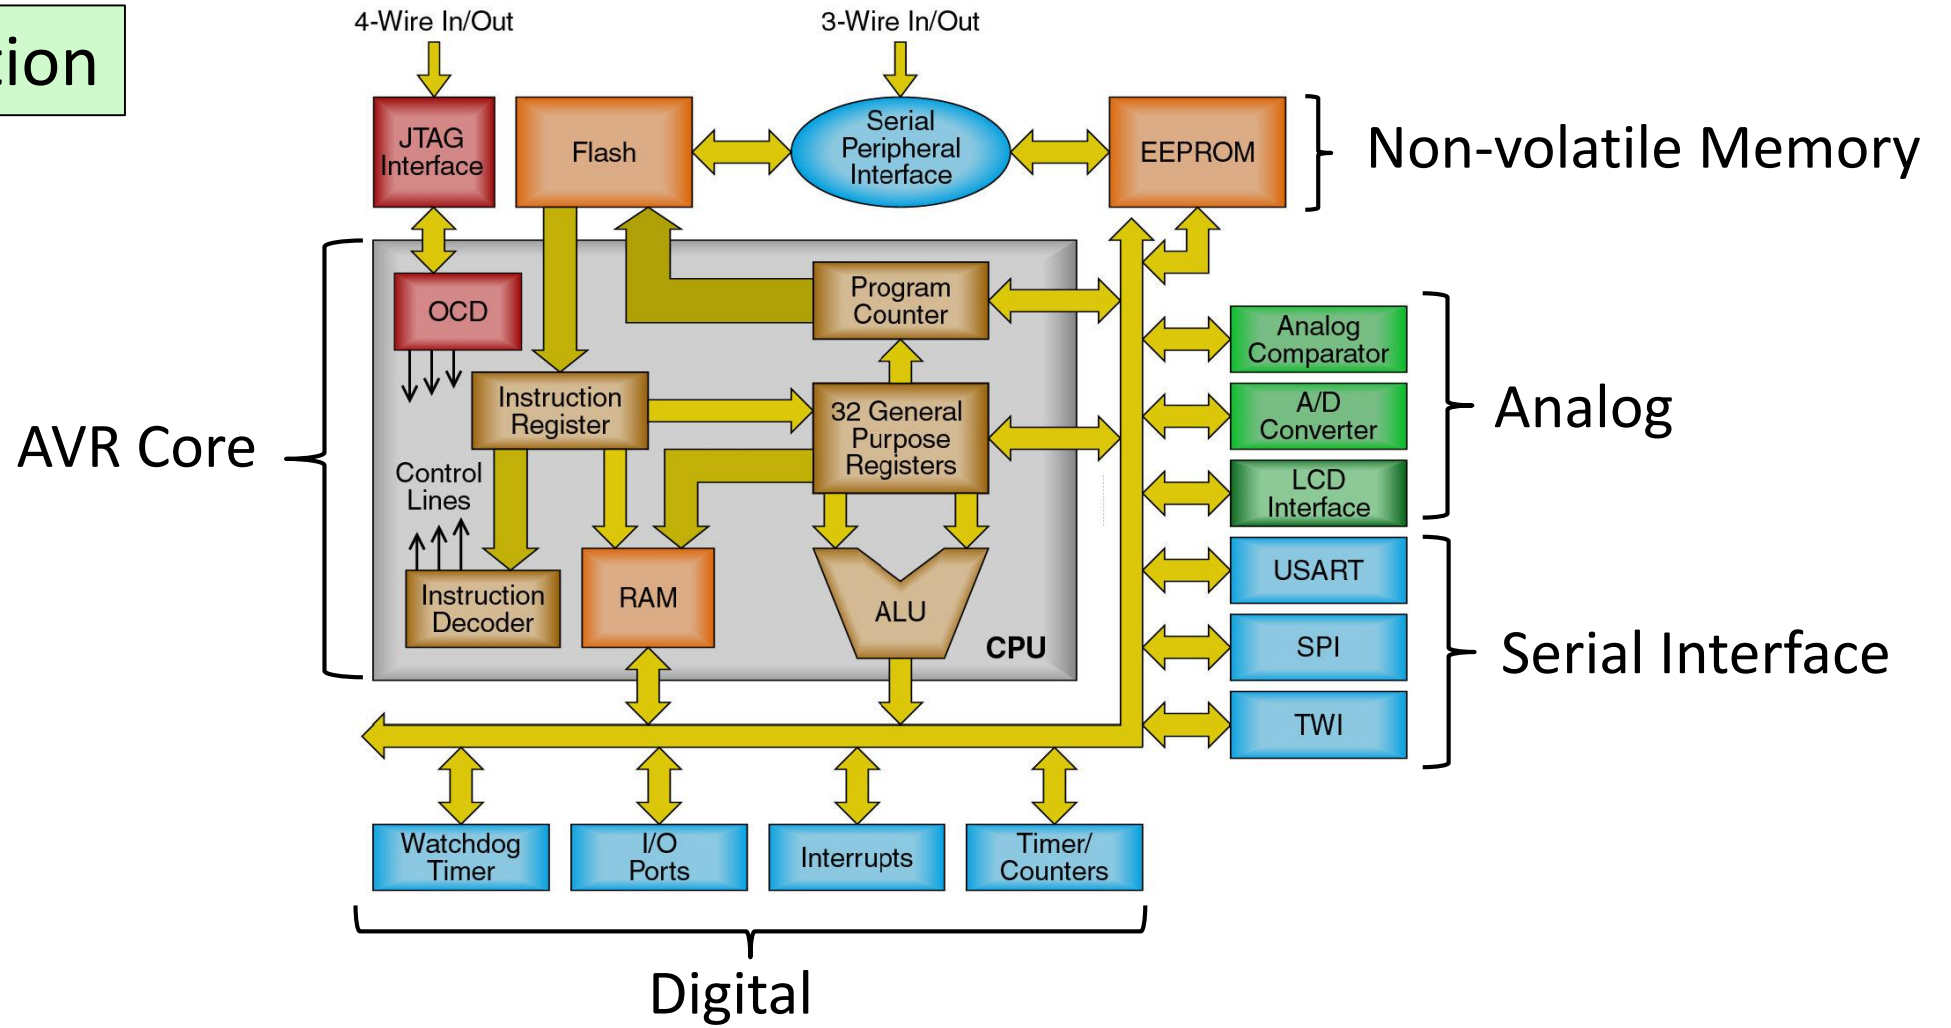 4-Wire In/Out
3-Wire In/Out
JTAG
Interface
Flash
Serial
Peripheral
Interface
EEPROM
Non-volatile Memory
OCD
Program
Counter
Analog
Comparator
Instruction
Register
32 General
Purpose
Registers
A/D
Converter
Analog
AVR Core
Control
Lines
LCD
Interface
Instruction
Decoder
RAM
ALU
CPU
USART
SPI
TWI
Serial Interface
Watchdog
Timer
I/O
Ports
Interrupts
Timer/
Counters
Digital